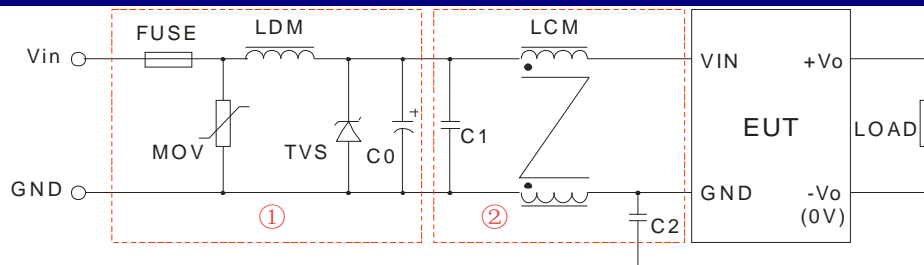 FUSE
LDM
LCM
Vin
VIN
+Vo
MOV
TVS
C0
+
C1
EUT
LOAD
GND
①
②
C2
GND
-Vo
(0V)